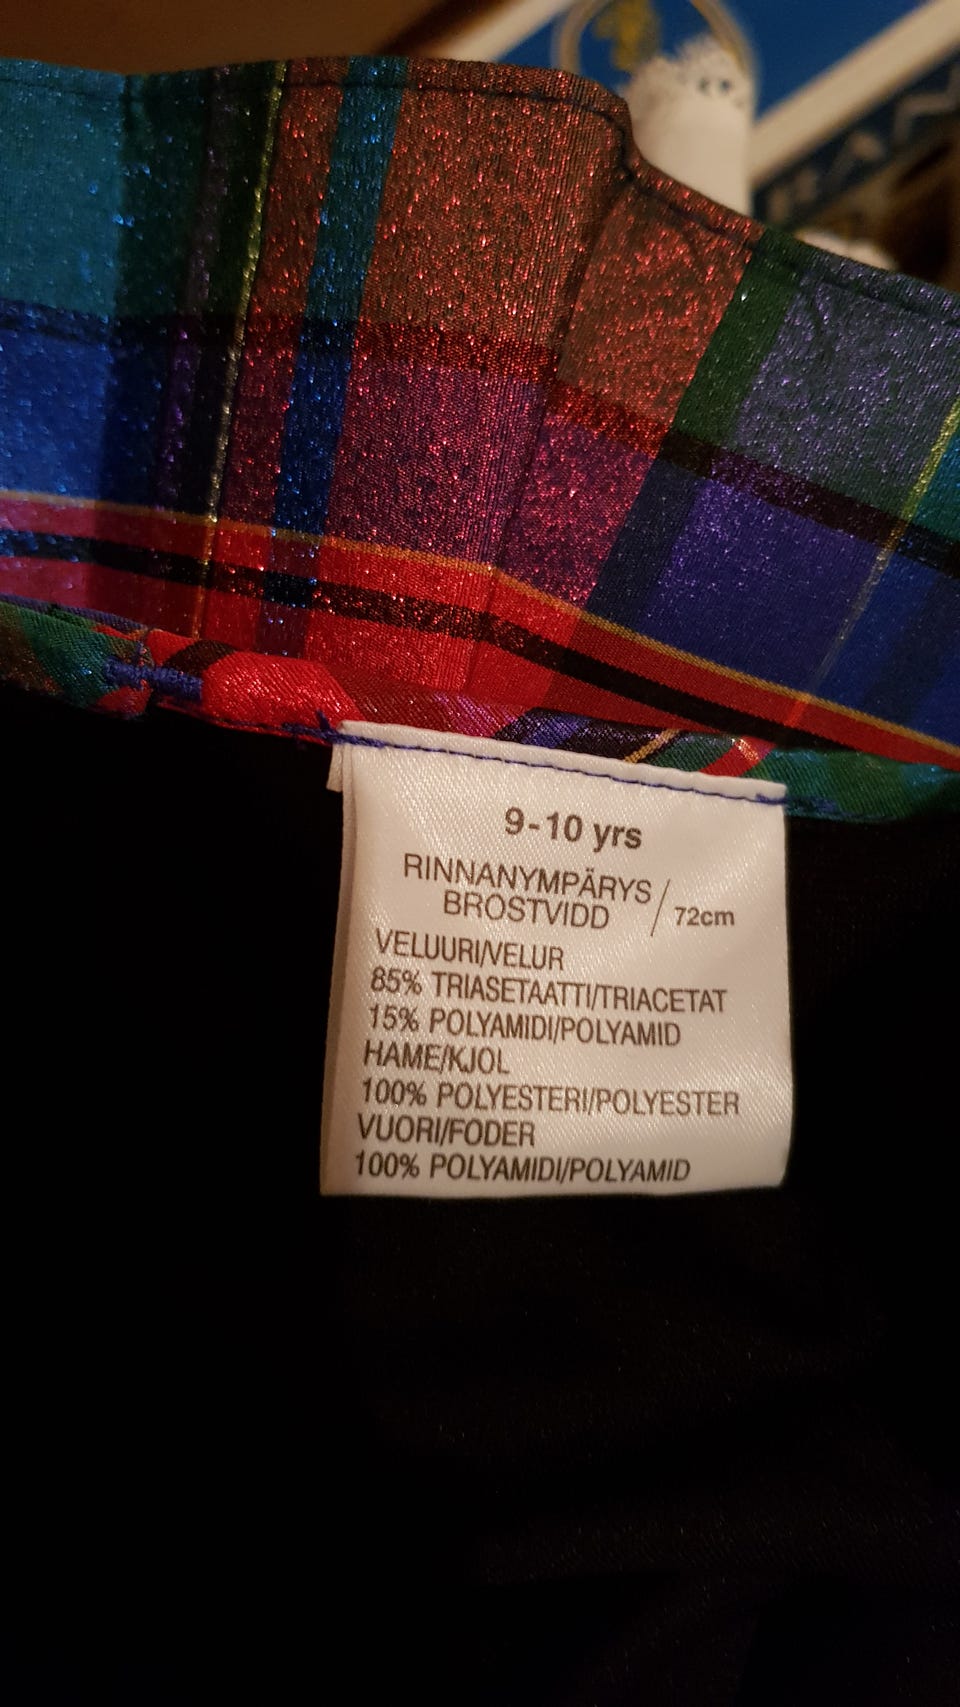 9-10 yrs
RINNANYMPÄRYS /
BROSTVIDD / 72cm
VELUURI/VELUR
85% TRIASETAATTI/TRIACETAT
15% POLYAMIDI/POLYAMID
HAME/KJOL
100% POLYESTERI/POLYESTER
VUORI/FODER
100% POLYAMIDI/POLYAMID